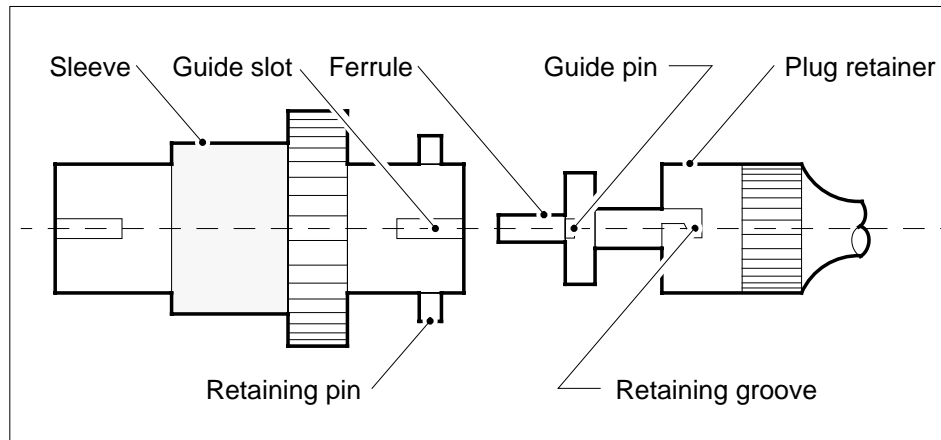 Sleeve
Guide slot
Ferrule
Guide pin
Plug retainer
Retaining pin
Retaining groove